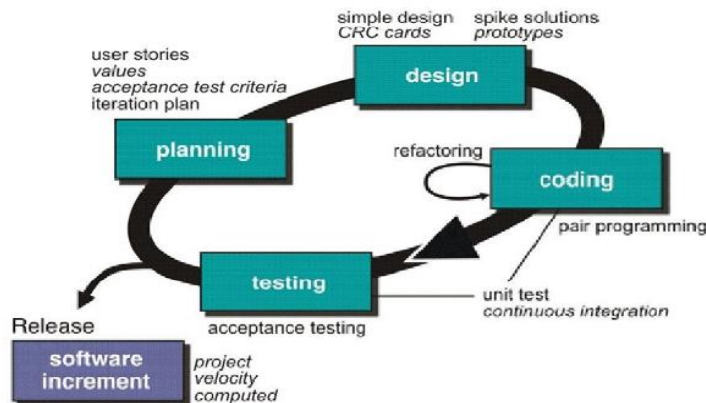 simple design
CRC cards
spike solutions
prototypes
user stories
values
acceptance test criteria
iteration plan
design
planning
refactoring
coding
pair programming
testing
unit test
continuous integration
acceptance testing
Release
software
increment
project
velocity
computed